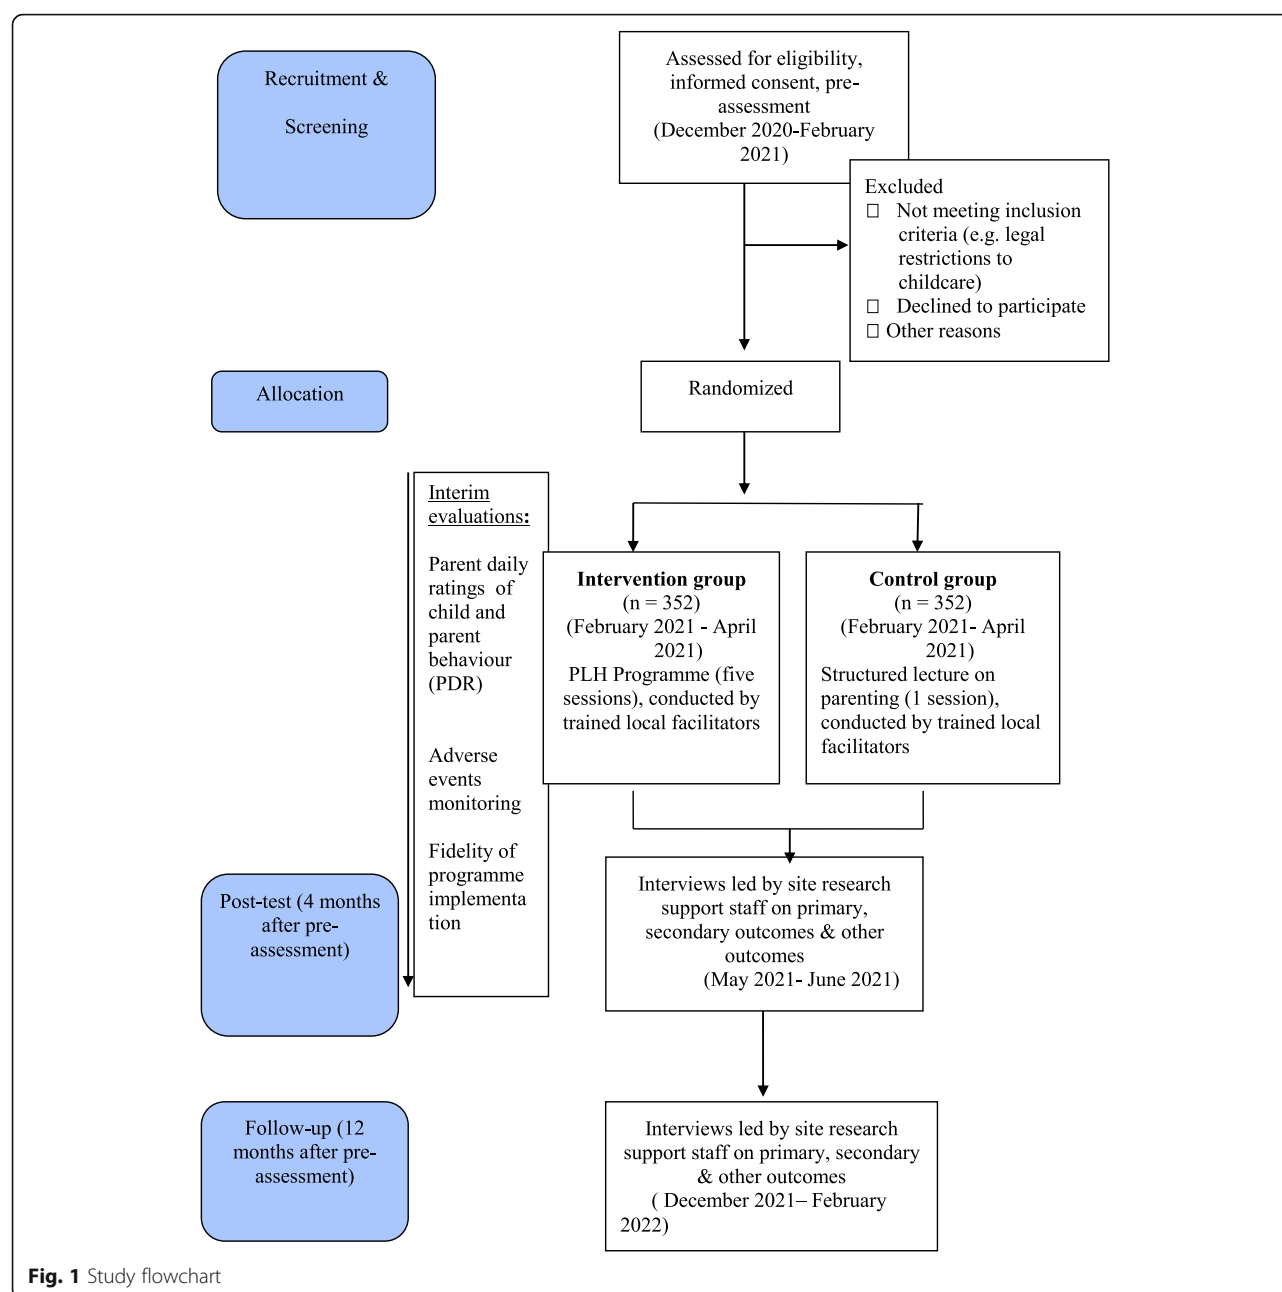 Recruitment &
Screening
Assessed for eligibility,
informed consent, pre-
assessment
(December 2020-February
2021)
Excluded
☐ Not meeting inclusion
criteria (e.g. legal
restrictions to
childcare)
☐ Declined to participate
☐ Other reasons
Allocation
Randomized
Interim
evaluations:
Parent daily
ratings of
child and
parent
behaviour
(PDR)
Adverse
events
monitoring
Fidelity of
programme
implementa
tion
Intervention group
(n = 352)
(February 2021 - April
2021)
PLH Programme (five
sessions), conducted by
trained local facilitators
Control group
(n = 352)
(February 2021- April
2021)
Structured lecture on
parenting (1 session),
conducted by trained local
facilitators
Post-test (4 months
after pre-
assessment)
Interviews led by site research
support staff on primary,
secondary outcomes & other
outcomes
(May 2021- June 2021)
Follow-up (12
months after pre-
assessment)
Interviews led by site research
support staff on primary, secondary
& other outcomes
( December 2021– February
2022)
Fig. 1 Study flowchart